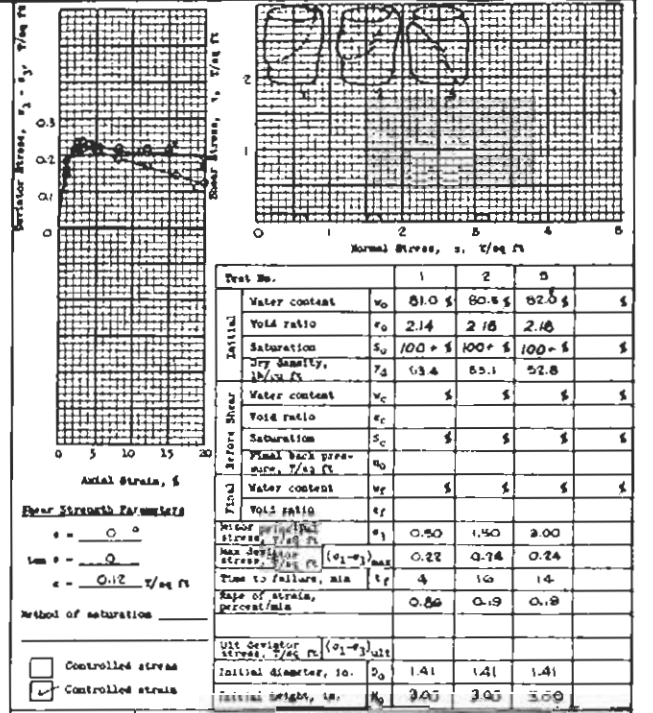 Deviator Stress, σ1 - σ3, T/sq ft
0.3
0.2
0.1
0
0 5 10 15 20
Axial Strain, %
Shear Stress, τ, T/sq ft
2
1
0 1 2 3 4 5
Normal Stress, σ, T/sq ft
Shear Strength Parameters
φ = 0 °
tan φ = 0
c = 0.12 T/sq ft
Method of saturation
Controlled stress
✓ Controlled strain
Test No. 1 2 3
Initial
Water content w₀ 81.0 % 80.8 % 82.0 % %
Void ratio e₀ 2.14 2.18 2.18
Saturation S₀ 100+ % 100+ % 100+ % %
Dry density, lb/cu ft γd 53.4 53.1 52.8
Before Shear
Water content wc % % % %
Void ratio ec
Saturation Sc % % % %
Final back pressure, T/sq ft u₀
Final
Water content wf % % % %
Void ratio ef
Minor principal stress, T/sq ft 0.50 1.50 3.00
Max deviator stress, T/sq ft (σ1-σ3)max 0.22 0.24 0.24
Time to failure, min tf 4 16 14
Rate of strain, percent/min 0.86 0.19 0.18
Ult deviator stress, T/sq ft (σ1-σ3)ult
Initial diameter, in. D₀ 1.41 1.41 1.41
Initial height, in. H₀ 3.00 3.00 3.00